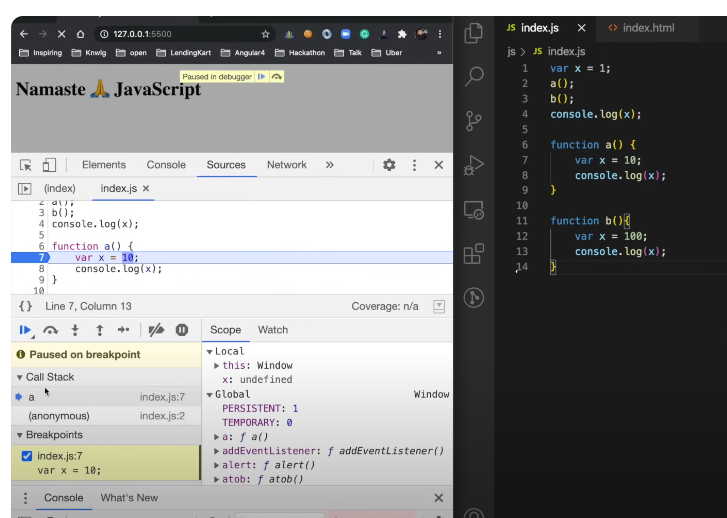 127.0.0.1:5500
Inspiring Knwlg open LendingKart Angular4 Hackathon Talk Uber »
Paused in debugger
Namaste 🙏 JavaScript
Elements Console Sources Network »
(index) index.js ×
2 a();
3 b();
4 console.log(x);
5
6 function a() {
7 var x = 10;
8 console.log(x);
9 }
10
{} Line 7, Column 13 Coverage: n/a
Scope Watch
Paused on breakpoint
Call Stack
a index.js:7
(anonymous) index.js:2
Breakpoints
index.js:7
var x = 10;
Local
this: Window
x: undefined
Global Window
PERSISTENT: 1
TEMPORARY: 0
a: ƒ a()
addEventListener: ƒ addEventListener()
alert: ƒ alert()
atob: ƒ atob()
Console What's New
JS index.js × <> index.html
js > JS index.js
1 var x = 1;
2 a();
3 b();
4 console.log(x);
5
6 function a() {
7 var x = 10;
8 console.log(x);
9 }
10
11 function b(){
12 var x = 100;
13 console.log(x);
14 }